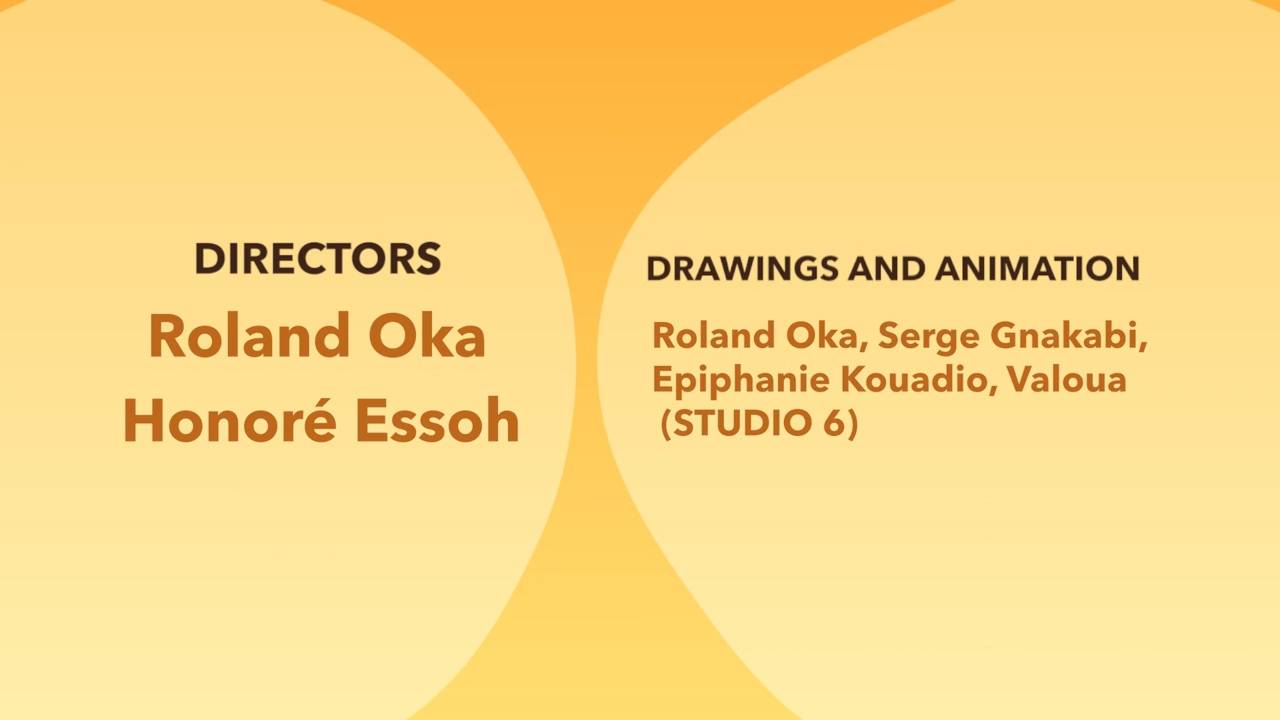 DIRECTORS
Roland Oka
Honoré Essoh
DRAWINGS AND ANIMATION
Roland Oka, Serge Gnakabi,
Epiphanie Kouadio, Valoua
(STUDIO 6)